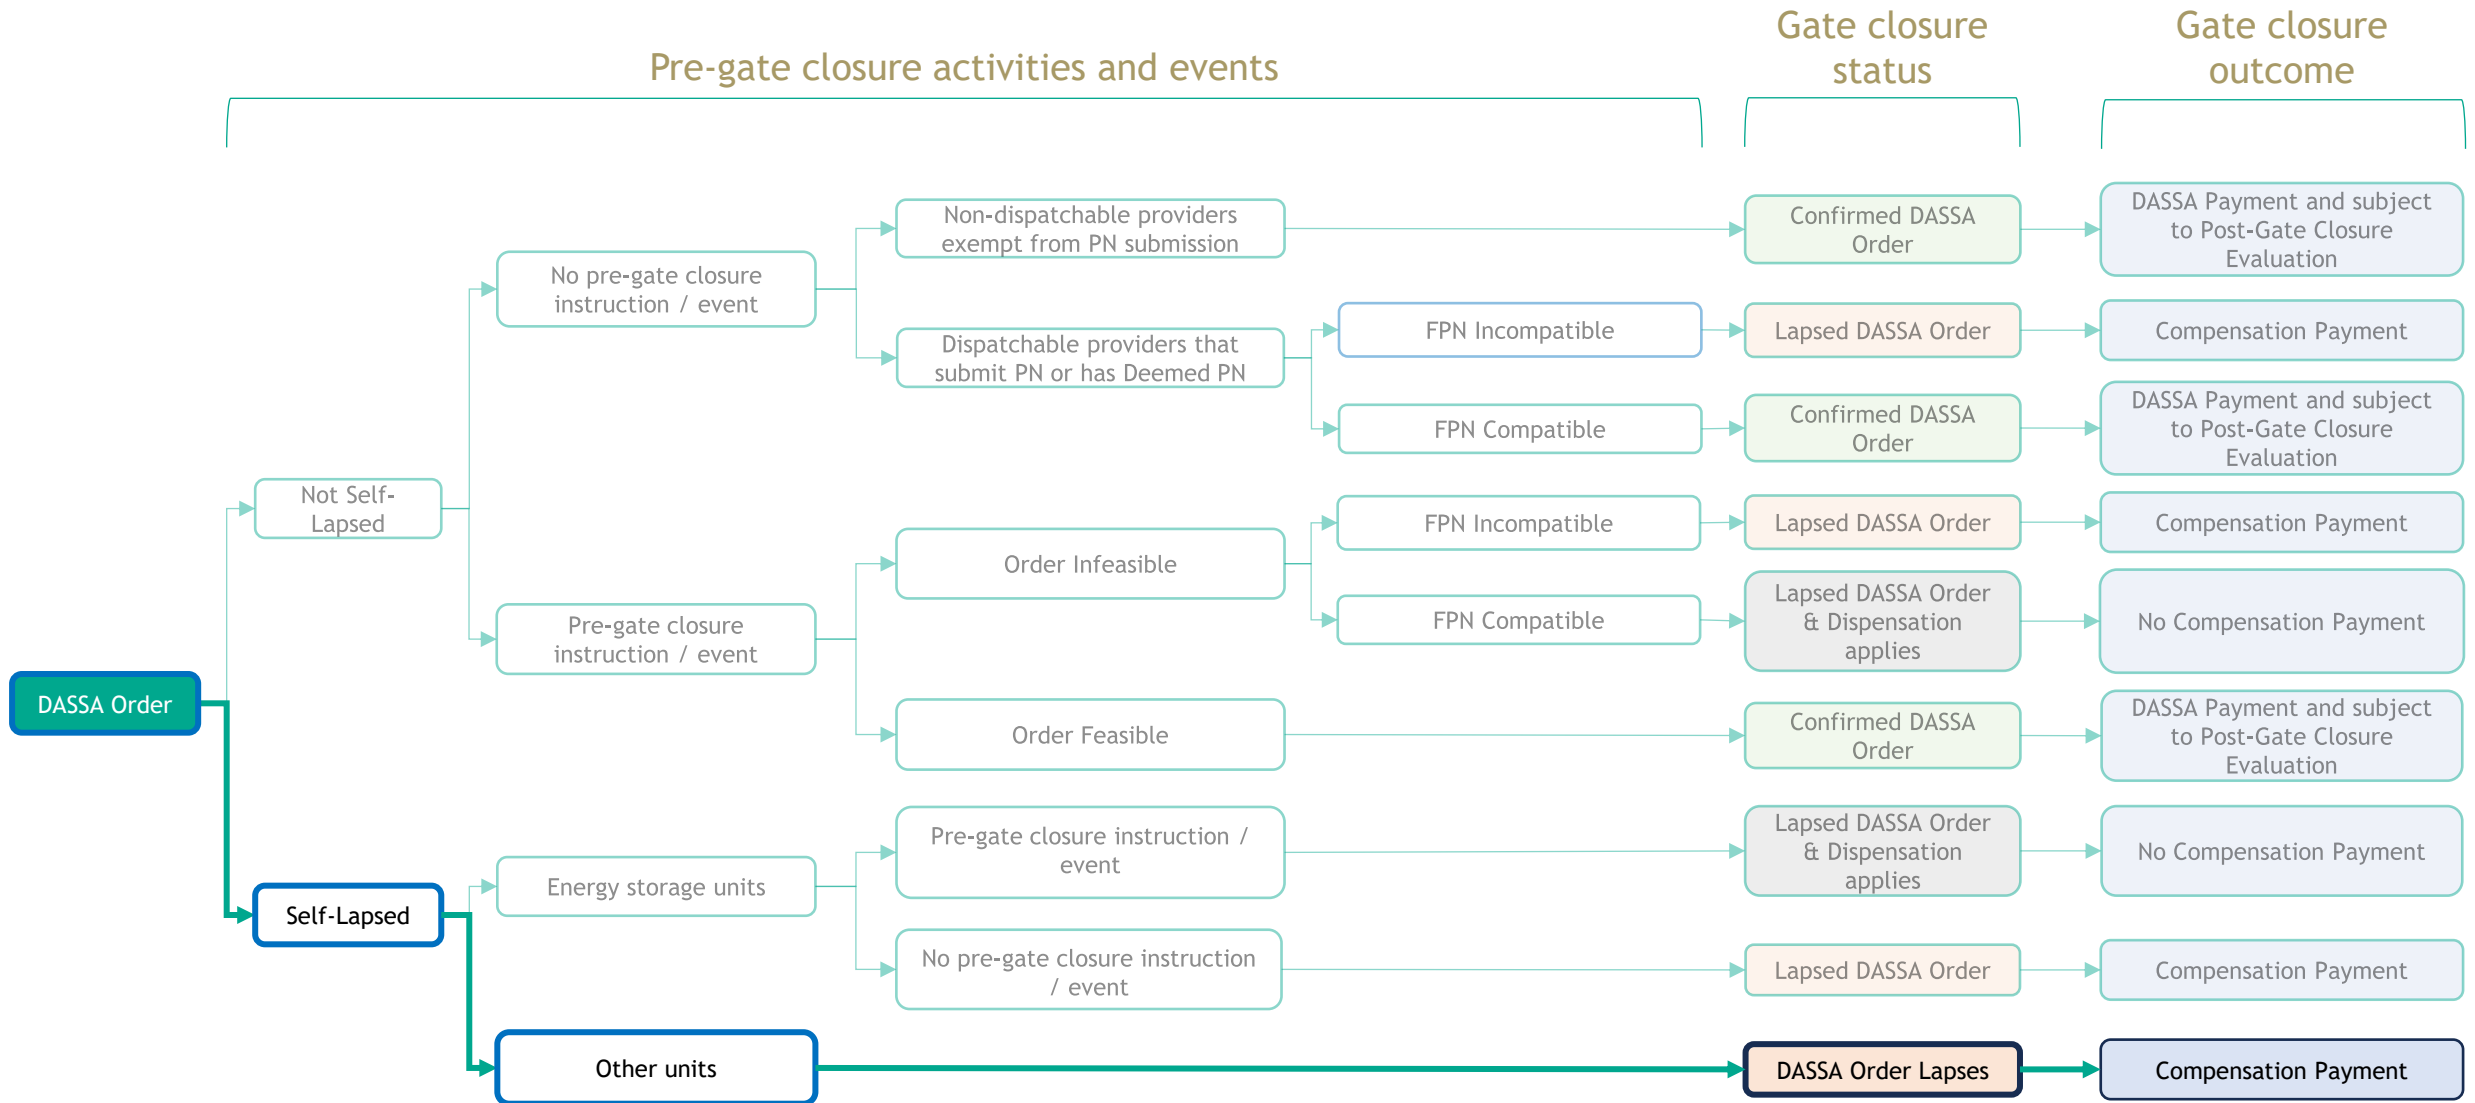 Pre-gate closure activities and events
Gate closure
status
Gate closure
outcome
Non-dispatchable providers
exempt from PN submission
Confirmed DASSA
Order
DASSA Payment and subject
to Post-Gate Closure
Evaluation
No pre-gate closure
instruction / event
FPN Incompatible
Lapsed DASSA Order
Compensation Payment
Dispatchable providers that
submit PN or has Deemed PN
FPN Compatible
Confirmed DASSA
Order
DASSA Payment and subject
to Post-Gate Closure
Evaluation
Not Self-
Lapsed
FPN Incompatible
Lapsed DASSA Order
Compensation Payment
Order Infeasible
FPN Compatible
Lapsed DASSA Order
& Dispensation
applies
No Compensation Payment
Pre-gate closure
instruction / event
DASSA Order
Order Feasible
Confirmed DASSA
Order
DASSA Payment and subject
to Post-Gate Closure
Evaluation
Pre-gate closure instruction /
event
Lapsed DASSA Order
& Dispensation
applies
No Compensation Payment
Energy storage units
Self-Lapsed
No pre-gate closure instruction
/ event
Lapsed DASSA Order
Compensation Payment
Other units
DASSA Order Lapses
Compensation Payment